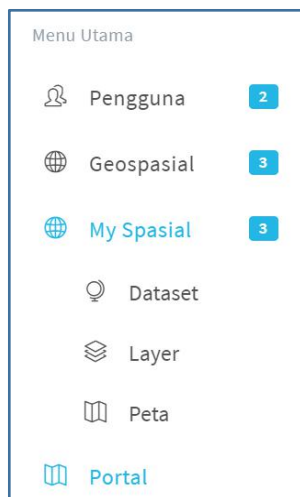 Menu Utama
Pengguna 2
Geospasial 3
My Spasial 3
Dataset
Layer
Peta
Portal